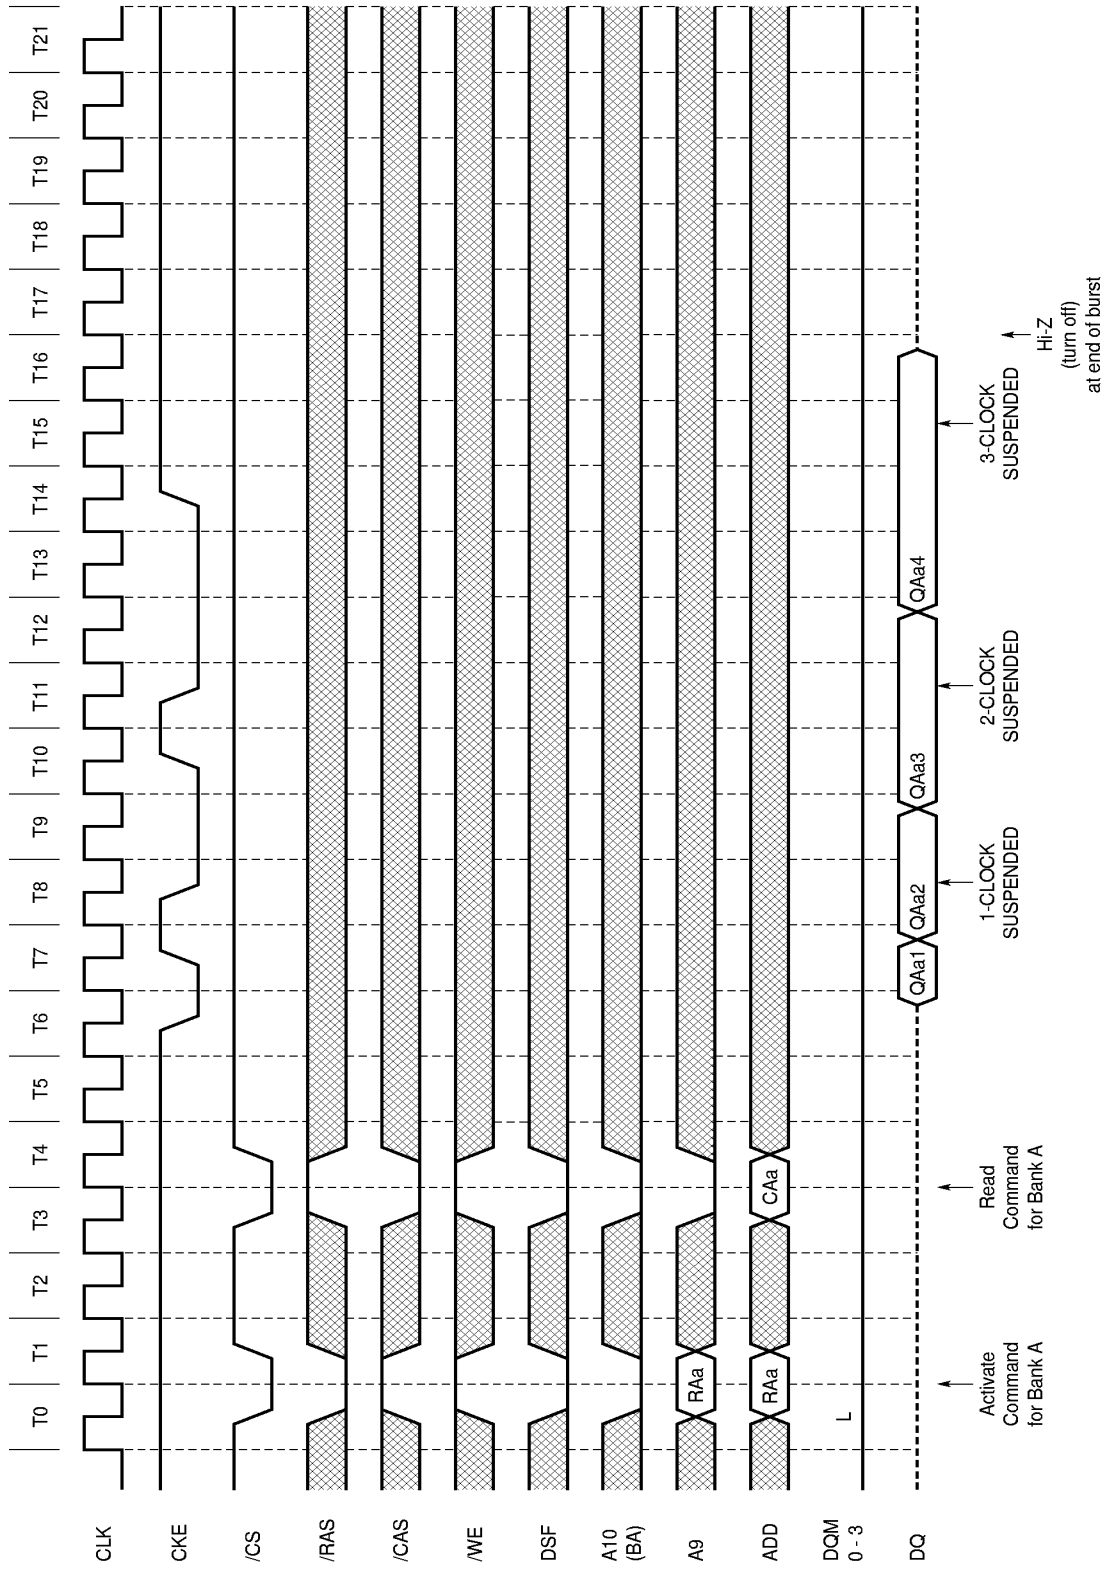 T0 T1 T2 T3 T4 T5 T6 T7 T8 T9 T10 T11 T12 T13 T14 T15 T16 T17 T18 T19 T20 T21
CLK
CKE
/CS
/RAS
/CAS
/WE
DSF
A10
(BA)
A9
RAa
ADD
RAa CAa
DQM
0 - 3
L
DQ
QAa1 QAa2 QAa3 QAa4
Activate
Command
for Bank A
Read
Command
for Bank A
1-CLOCK
SUSPENDED
2-CLOCK
SUSPENDED
3-CLOCK
SUSPENDED
Hi-Z
(turn off)
at end of burst